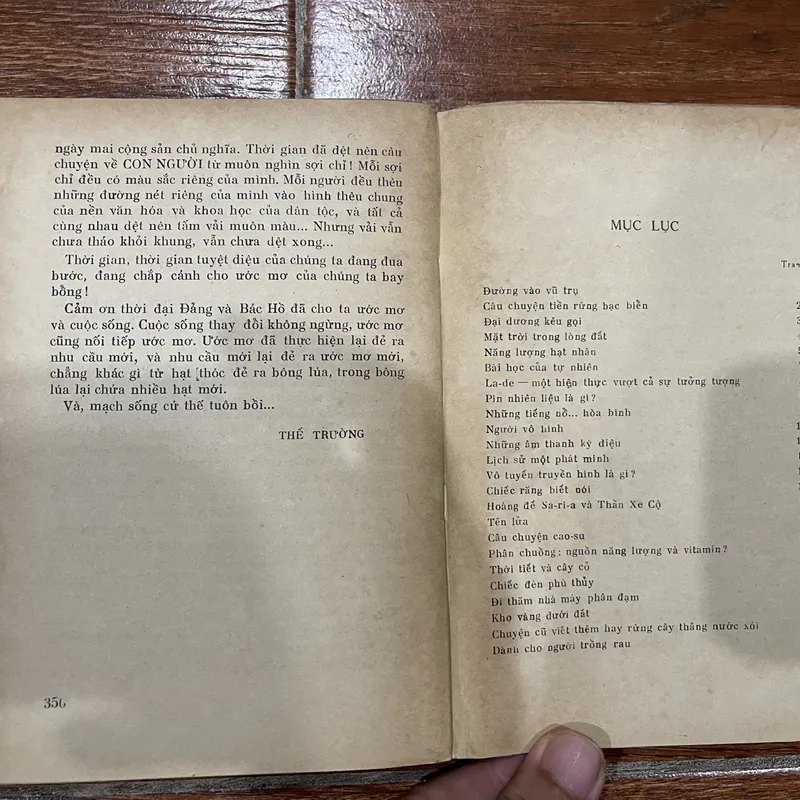 ngày mai cộng sản chủ nghĩa. Thời gian đã dệt nên câu
chuyện về CON NGƯỜI từ muôn nghìn sợi chỉ! Mỗi sợi
chỉ đều có màu sắc riêng của mình. Mỗi người đều thêu
những đường nét riêng của mình vào hình thêu chung
của nền văn hóa và khoa học của dân tộc, và tất cả
cùng nhau dệt nên tấm vải muôn màu... Nhưng vải vẫn
chưa tháo khỏi khung, vẫn chưa dệt xong...
Thời gian, thời gian tuyệt diệu của chúng ta đang đua
bước, đang chắp cánh cho ước mơ của chúng ta bay
bồng!
Cảm ơn thời đại Đảng và Bác Hồ đã cho ta ước mơ
và cuộc sống. Cuộc sống thay đổi không ngừng, ước mơ
cũng nối tiếp ước mơ. Ước mơ đã thực hiện lại đẻ ra
nhu cầu mới, và nhu cầu mới lại đẻ ra ước mơ mới,
chẳng khác gì từ hạt [thóc đẻ ra bông lúa, trong bông
lúa lại chứa nhiều hạt mới.
Và, mạch sống cứ thế tuôn bồi...
THẾ TRƯỜNG
356
MỤC LỤC
Tran
Đường vào vũ trụ
Câu chuyện tiền rừng bạc biển 2
Đại dương kêu gọi 3
Mặt trời trong lòng đất
Năng lượng hạt nhân
Bài học của tự nhiên
La-de — một hiện thực vượt cả sự tưởng tượng
Pin nhiên liệu là gì?
Những tiếng nổ... hòa bình
Người vô hình 1
Những âm thanh kỳ diệu 1
Lịch sử một phát minh 1
Vô tuyến truyền hình là gì? 1
Chiếc răng biết nói 1
Hoàng đế Sa-ri-a và Thần Xe Cộ
Tên lửa
Câu chuyện cao-su
Phân chuồng: nguồn năng lượng và vitamin?
Thời tiết và cây cỏ
Chiếc đèn phù thủy
Đi thăm nhà máy phân đạm
Kho vàng dưới đất
Chuyện cũ viết thêm hay rừng cây thắng nước xói
Dành cho người trồng rau